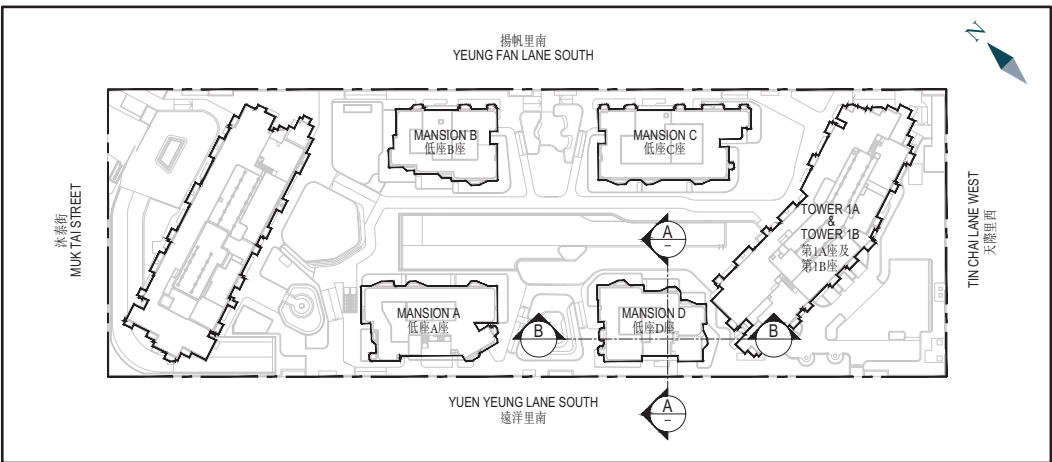 揚帆里南
YEUNG FAN LANE SOUTH
N
MANSION B
低座B座
MANSION C
低座C座
沐泰街
MUK TAI STREET
TOWER 1A
&
TOWER 1B
第1A座及
第1B座
TIN CHAI LANE WEST
天際里西
A
–
MANSION A
低座A座
MANSION D
低座D座
B
–
B
–
YUEN YEUNG LANE SOUTH
遠洋里南
A
–